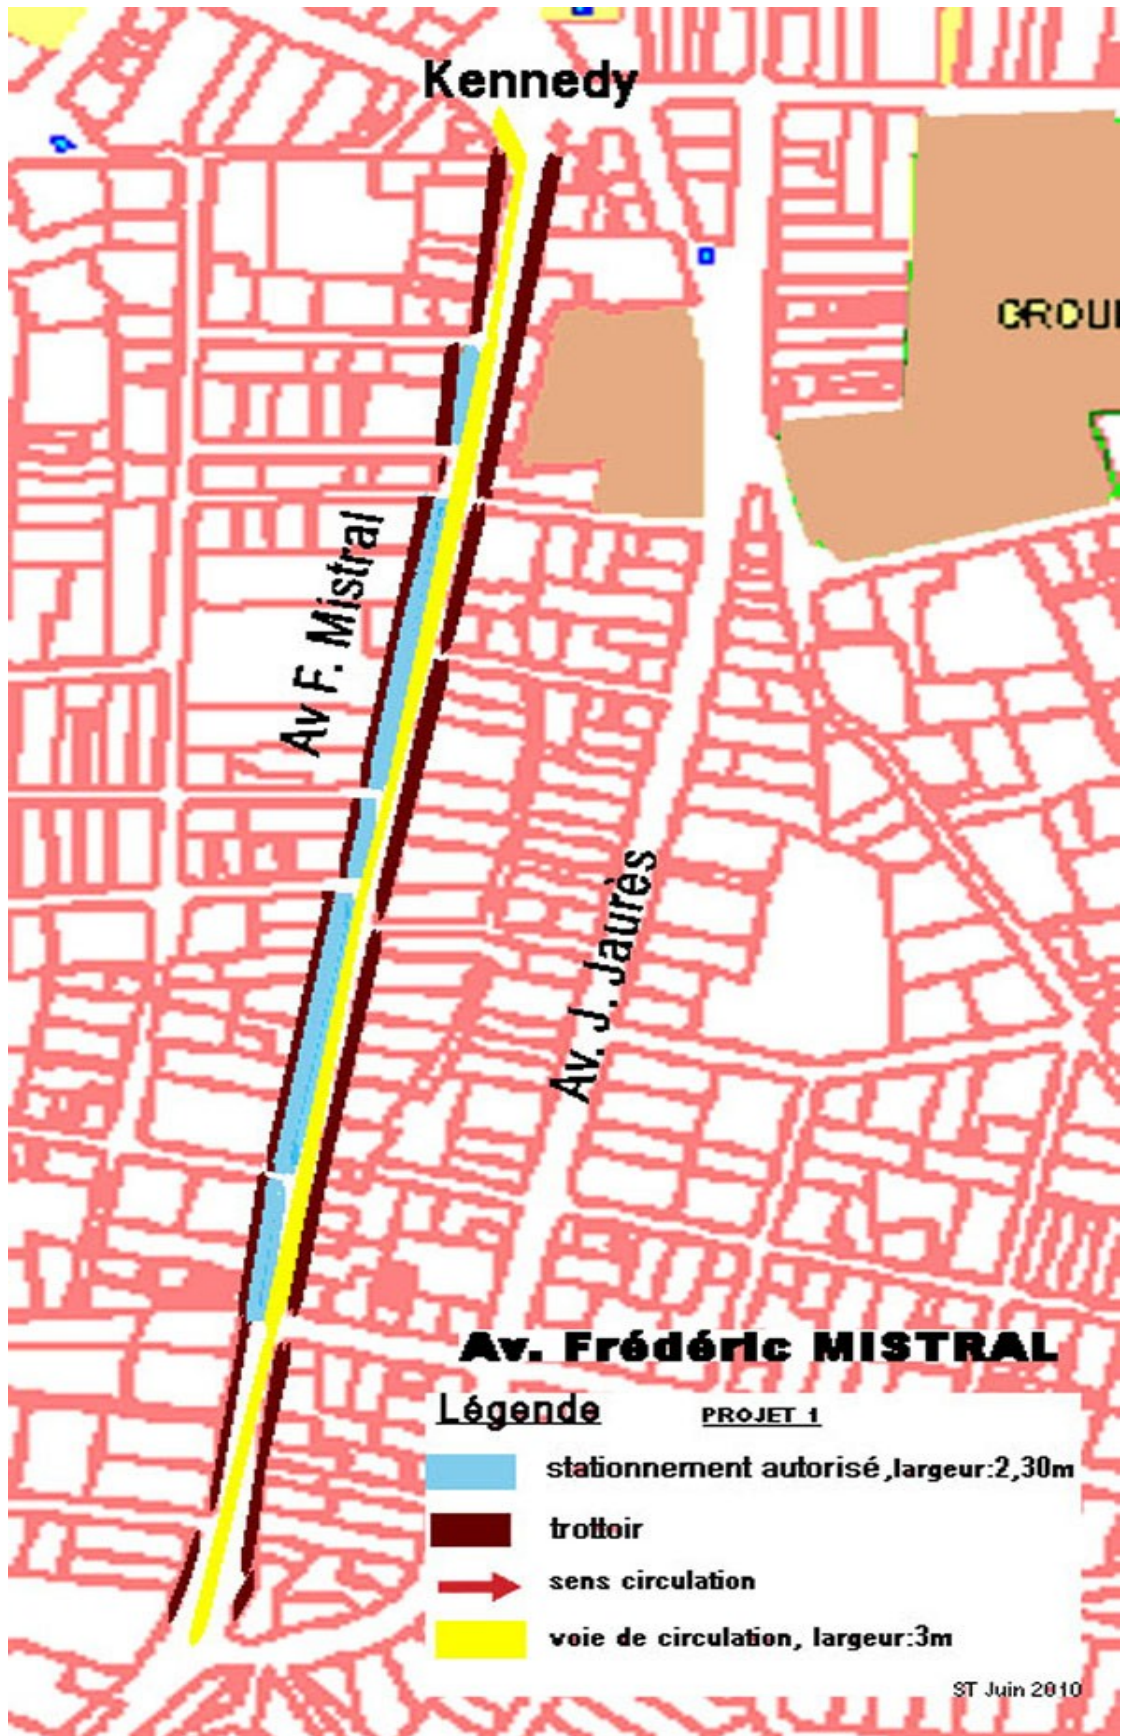 Kennedy
Av F. Mistral
Av. J. Jaurès
Av. Frédéric MISTRAL
Légende
PROJET 1
stationnement autorisé, largeur:2,30m
trottoir
sens circulation
voie de circulation, largeur:3m
ST Juin 2010